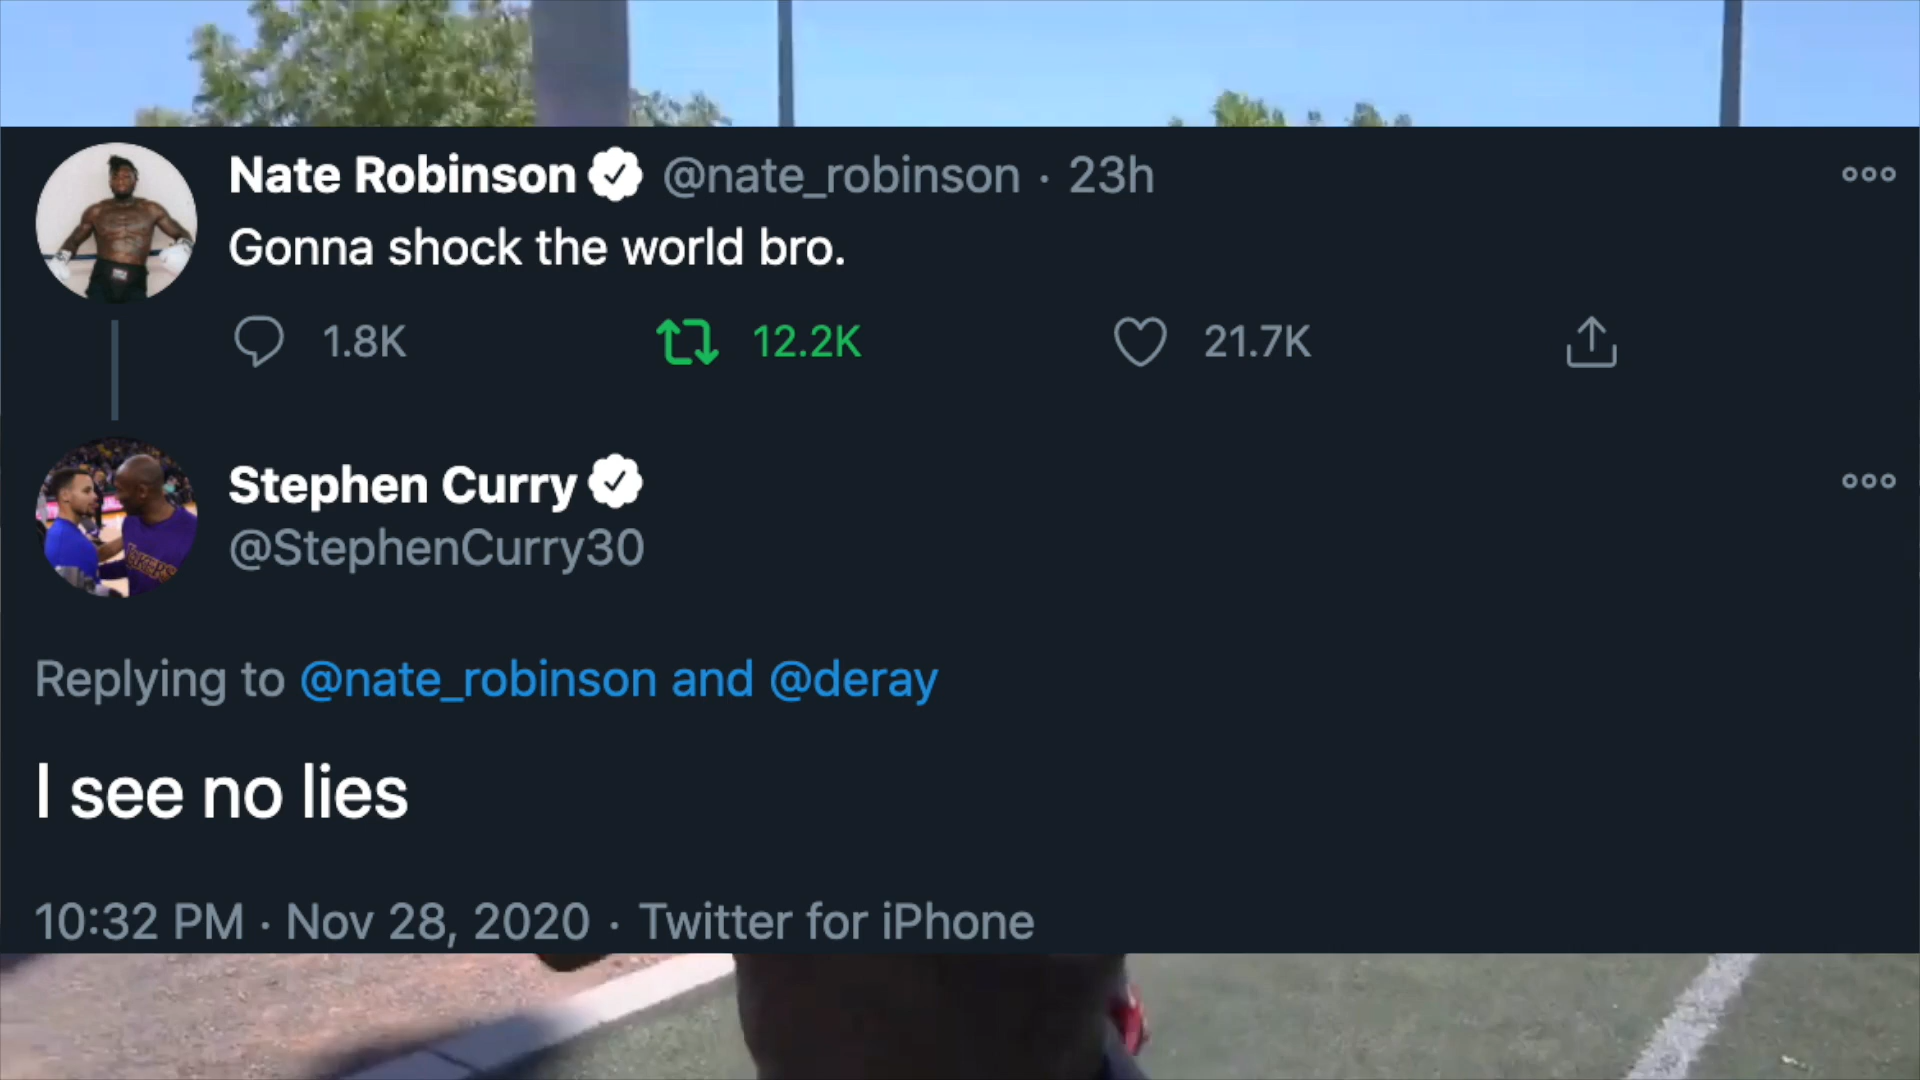 Nate Robinson @nate_robinson · 23h
Gonna shock the world bro.
1.8K 12.2K 21.7K
Stephen Curry
@StephenCurry30
LAKERS
Replying to @nate_robinson and @deray
I see no lies
10:32 PM · Nov 28, 2020 · Twitter for iPhone